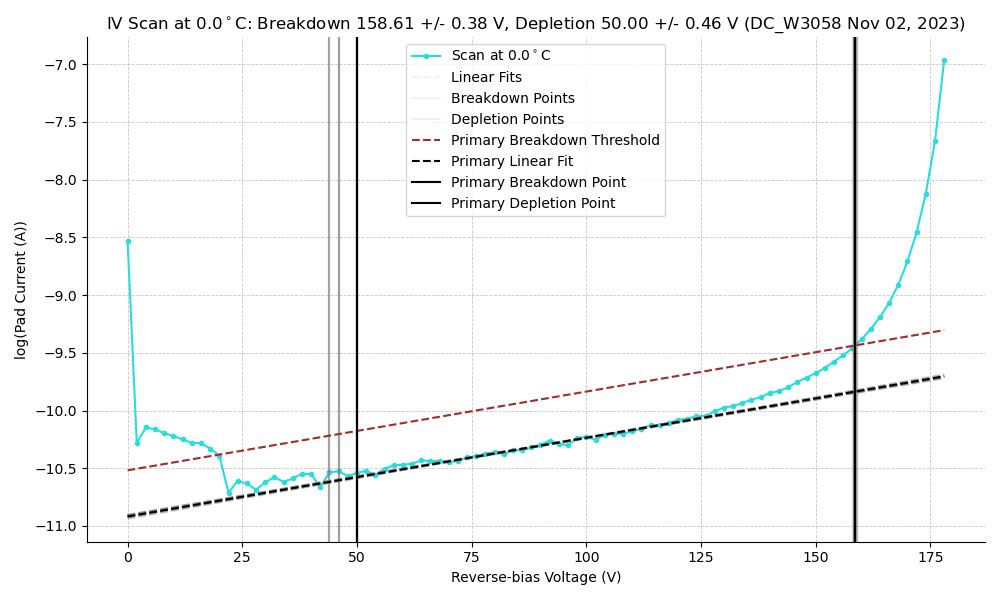 IV Scan at 0.0°C: Breakdown 158.61 +/- 0.38 V, Depletion 50.00 +/- 0.46 V (DC_W3058 Nov 02, 2023)
Scan at 0.0°C
Linear Fits
Breakdown Points
Depletion Points
Primary Breakdown Threshold
Primary Linear Fit
Primary Breakdown Point
Primary Depletion Point
log(Pad Current (A))
−7.0
−7.5
−8.0
−8.5
−9.0
−9.5
−10.0
−10.5
−11.0
0 25 50 75 100 125 150 175
Reverse-bias Voltage (V)